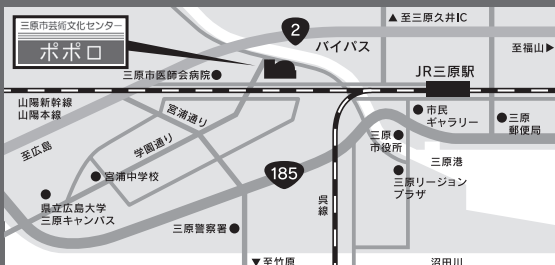 三原市芸術文化センター
ポポロ
2
バイパス
▲至三原久井IC
至福山▶
三原市医師会病院
JR三原駅
山陽新幹線
山陽本線
宮浦通り
学園通り
至広島
市民
ギャラリー
三原
郵便局
三原
市役所
三原港
185
宮浦中学校
三原リージョン
プラザ
県立広島大学
三原キャンパス
呉線
三原警察署
▼至竹原
沼田川